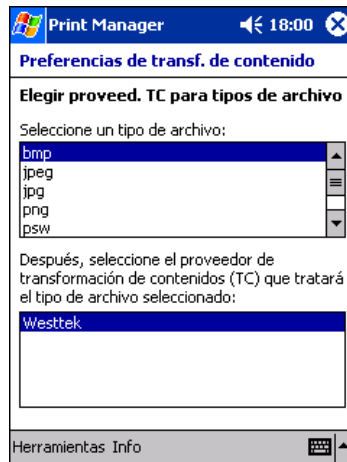 Print Manager 18:00
Preferencias de transf. de contenido
Elegir proveed. TC para tipos de archivo
Seleccione un tipo de archivo:
bmp
jpeg
jpg
png
psw
Después, seleccione el proveedor de
transformación de contenidos (TC) que tratará
el tipo de archivo seleccionado:
Westtek
Herramientas Info